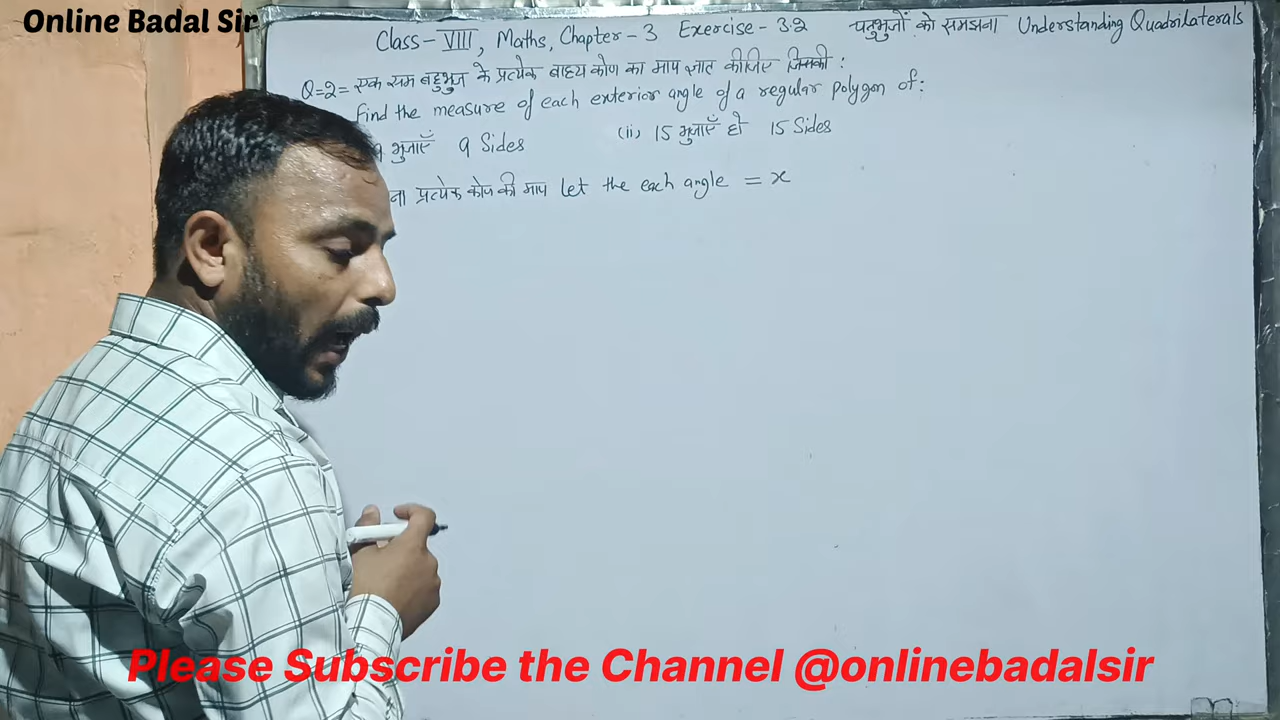 Online Badal Sir
Class-VIII, Maths, Chapter-3 Exercise-3.2 चतुर्भुजों को समझना Understanding Quadrilaterals
Q=2= एक सम बहुभुज के प्रत्येक बाह्य कोण का माप ज्ञात कीजिए जिसकी :
Find the measure of each exterior angle of a regular polygon of:
9 भुजाएँ 9 Sides (ii) 15 भुजाएँ हो 15 Sides
प्रत्येक कोण की माप Let the each angle = x
Please Subscribe the Channel @onlinebadalsir